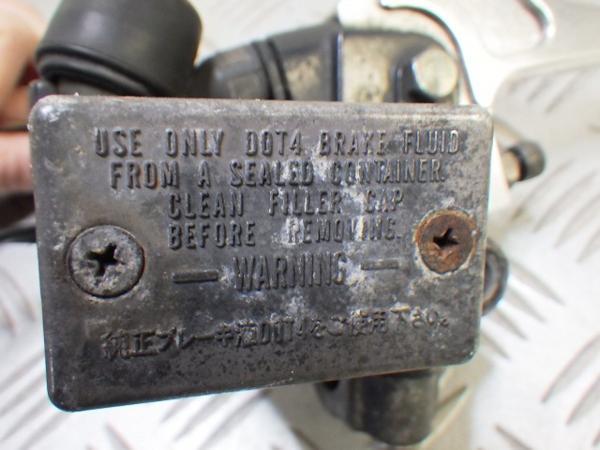 USE ONLY DOT4 BRAKE FLUID
FROM A SEALED CONTAINER.
CLEAN FILLER CAP
BEFORE REMOVING.
— WARNING —
純正ブレーキ液DOT4をご使用下さい。